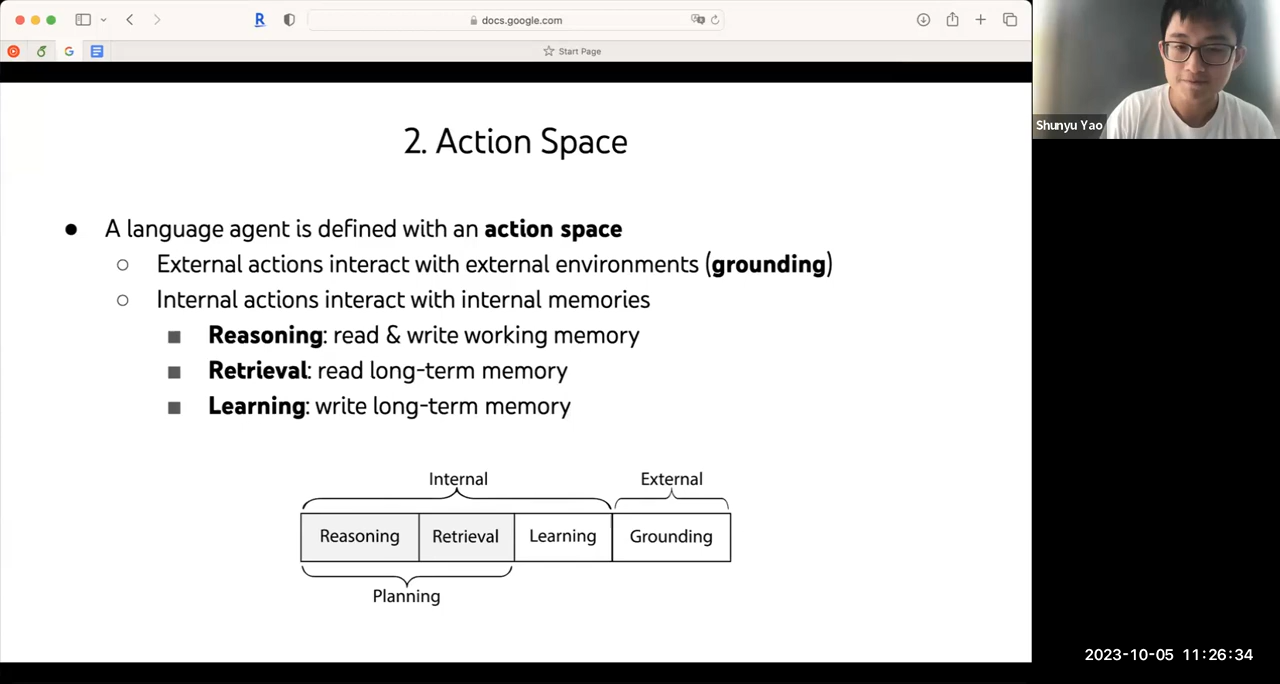 docs.google.com
Start Page
Shunyu Yao
2. Action Space
● A language agent is defined with an action space
○ External actions interact with external environments (grounding)
○ Internal actions interact with internal memories
■ Reasoning: read & write working memory
■ Retrieval: read long-term memory
■ Learning: write long-term memory
Internal External
Reasoning Retrieval Learning Grounding
Planning
2023-10-05 11:26:34